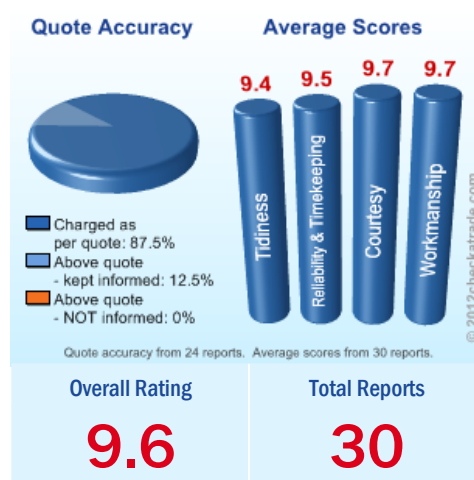 Quote Accuracy
Average Scores
9.4
9.5
9.7
9.7
Tidiness
Reliability & Timekeeping
Courtesy
Workmanship
Charged as
per quote: 87.5%
Above quote
- kept informed: 12.5%
Above quote
- NOT informed: 0%
© 2012checkatrade.com
Quote accuracy from 24 reports. Average scores from 30 reports.
Overall Rating
Total Reports
9.6
30